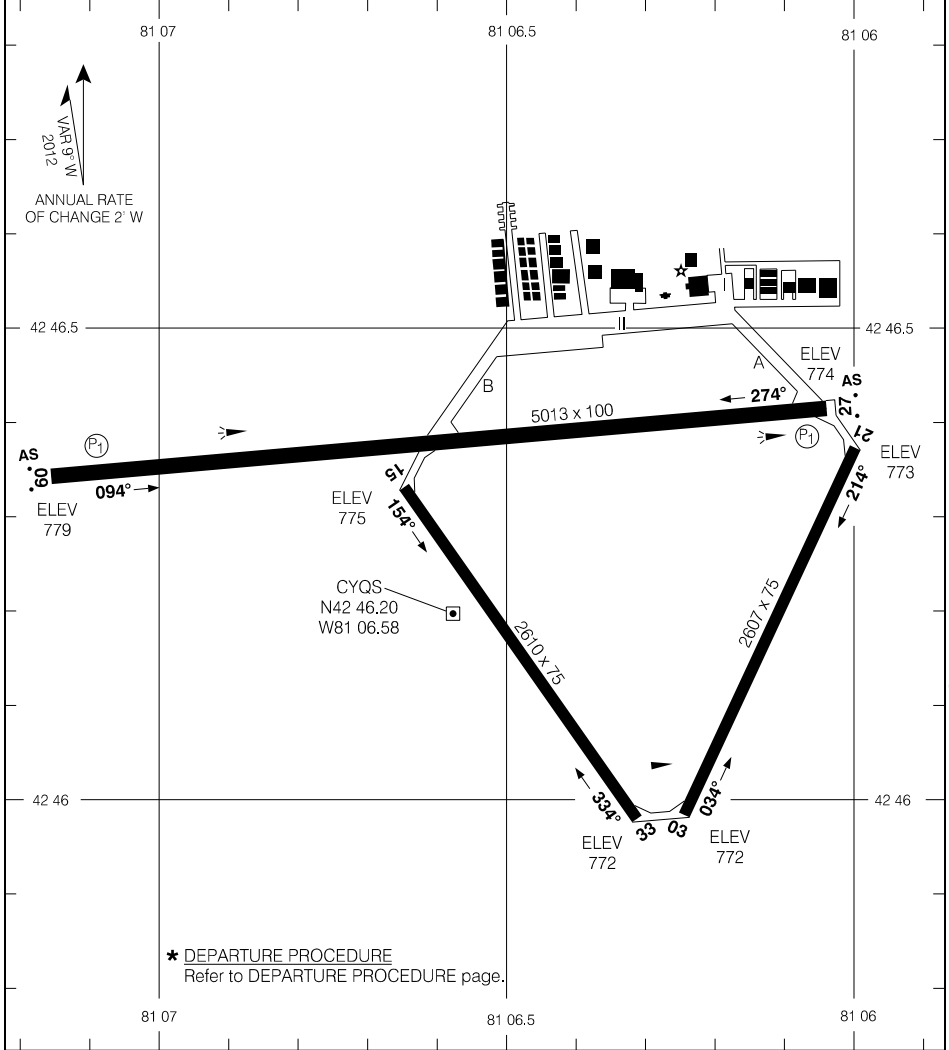 81 07
81 06.5
81 06
VAR 9° W
2012
ANNUAL RATE
OF CHANGE 2' W
42 46.5
42 46.5
ELEV
774
A
B
AS
27
274°
5013 x 100
21
P1
P1
AS
09
094°
ELEV
779
ELEV
773
214°
15
ELEV
775
154°
CYQS
N42 46.20
W81 06.58
2610 x 75
2607 x 75
42 46
42 46
334°
034°
33
03
ELEV
772
ELEV
772
* DEPARTURE PROCEDURE
Refer to DEPARTURE PROCEDURE page.
81 07
81 06.5
81 06